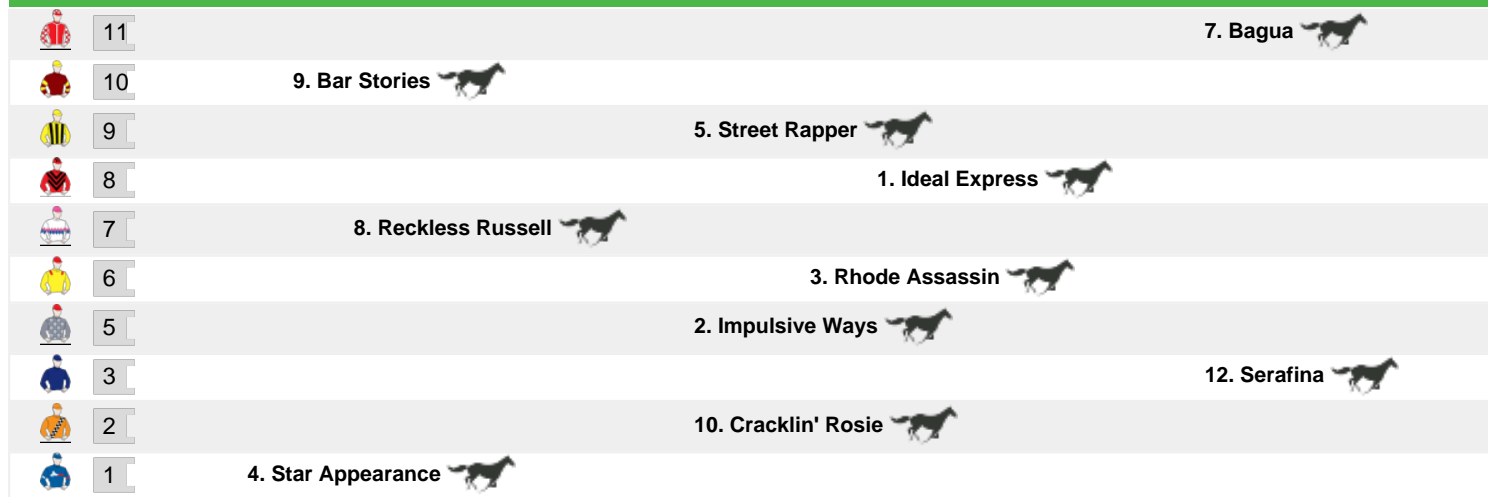 11 7. Bagua
10 9. Bar Stories
9 5. Street Rapper
8 1. Ideal Express
7 8. Reckless Russell
6 3. Rhode Assassin
5 2. Impulsive Ways
3 12. Serafina
2 10. Cracklin' Rosie
1 4. Star Appearance